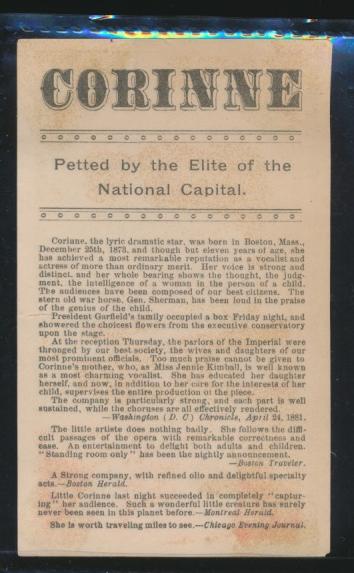 CORINNE
Petted by the Elite of the
National Capital.
Corinne, the lyric dramatic star, was born in Boston, Mass.,
December 25th, 1873, and though but eleven years of age, she
has achieved a most remarkable reputation as a vocalist and
actress of more than ordinary merit. Her voice is strong and
distinct, and her whole bearing shows the thought, the judg-
ment, the intelligence of a woman in the person of a child.
The audiences have been composed of our best citizens. The
stern old war horse, Gen. Sherman, has been loud in the praise
of the genius of the child.
President Garfield's family occupied a box Friday night, and
showered the choicest flowers from the executive conservatory
upon the stage.
At the reception Thursday, the parlors of the Imperial were
thronged by our best society, the wives and daughters of our
most prominent officials. Too much praise cannot be given to
Corinne's mother, who, as Miss Jennie Kimball, is well known
as a most charming vocalist. She has educated her daughter
herself, and now, in addition to her care for the interests of her
child, supervises the entire production of the piece.
The company is particularly strong, and each part is well
sustained, while the choruses are all effectively rendered.
—Washington (D. C.) Chronicle, April 24, 1881.
The little artiste does nothing badly. She follows the diffi-
cult passages of the opera with remarkable correctness and
ease. An entertainment to delight both adults and children.
"Standing room only" has been the nightly announcement.
—Boston Traveler.
A Strong company, with refined olio and delightful specialty
acts.—Boston Herald.
Little Corinne last night succeeded in completely "captur-
ing" her audience. Such a wonderful little creature has surely
never been seen in this planet before.—Montreal Herald.
She is worth traveling miles to see.—Chicago Evening Journal.